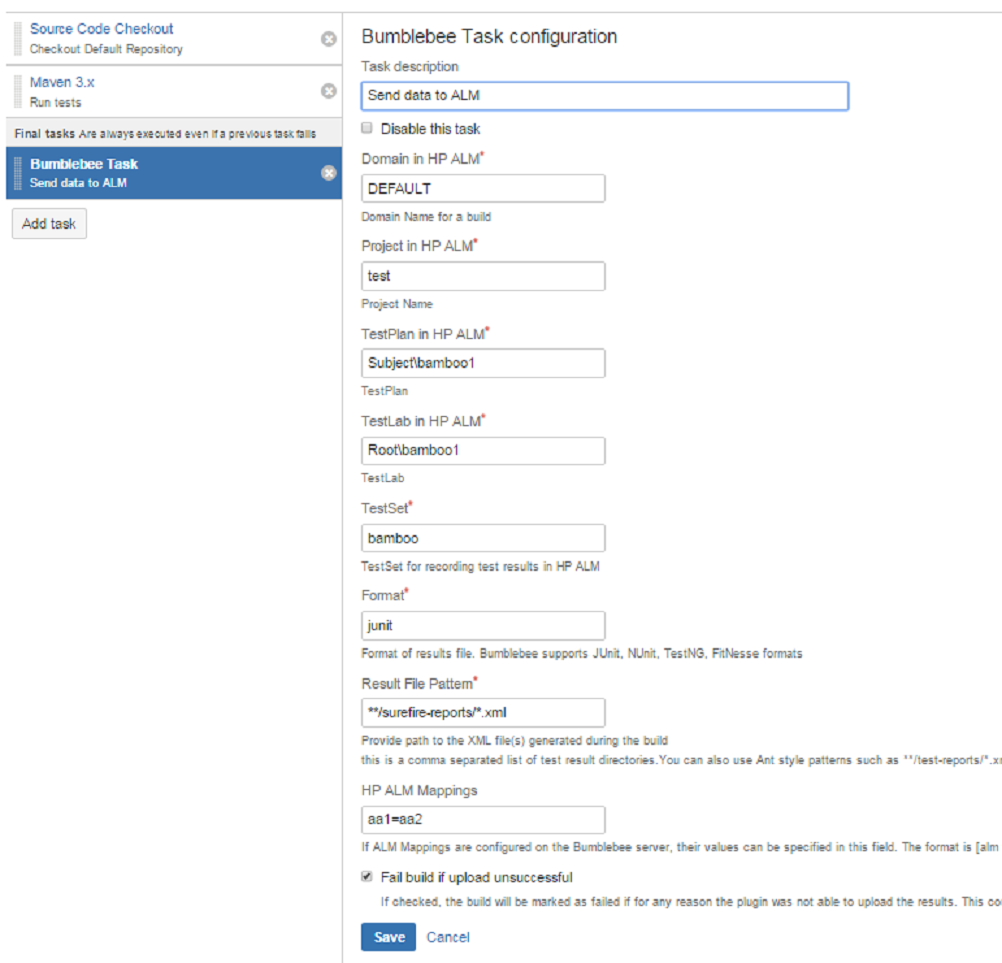 Source Code Checkout
Checkout Default Repository
Maven 3.x
Run tests
Final tasks Are always executed even if a previous task fails
Bumblebee Task
Send data to ALM
Add task
Bumblebee Task configuration
Task description
Send data to ALM
Disable this task
Domain in HP ALM*
DEFAULT
Domain Name for a build
Project in HP ALM*
test
Project Name
TestPlan in HP ALM*
Subject\bamboo1
TestPlan
TestLab in HP ALM*
Root\bamboo1
TestLab
TestSet*
bamboo
TestSet for recording test results in HP ALM
Format*
junit
Format of results file. Bumblebee supports JUnit, NUnit, TestNG, FitNesse formats
Result File Pattern*
**/surefire-reports/*.xml
Provide path to the XML file(s) generated during the build
this is a comma separated list of test result directories.You can also use Ant style patterns such as **/test-reports/*.x
HP ALM Mappings
aa1=aa2
If ALM Mappings are configured on the Bumblebee server, their values can be specified in this field. The format is [alm
Fail build if upload unsuccessful
If checked, the build will be marked as failed if for any reason the plugin was not able to upload the results. This co
Save Cancel